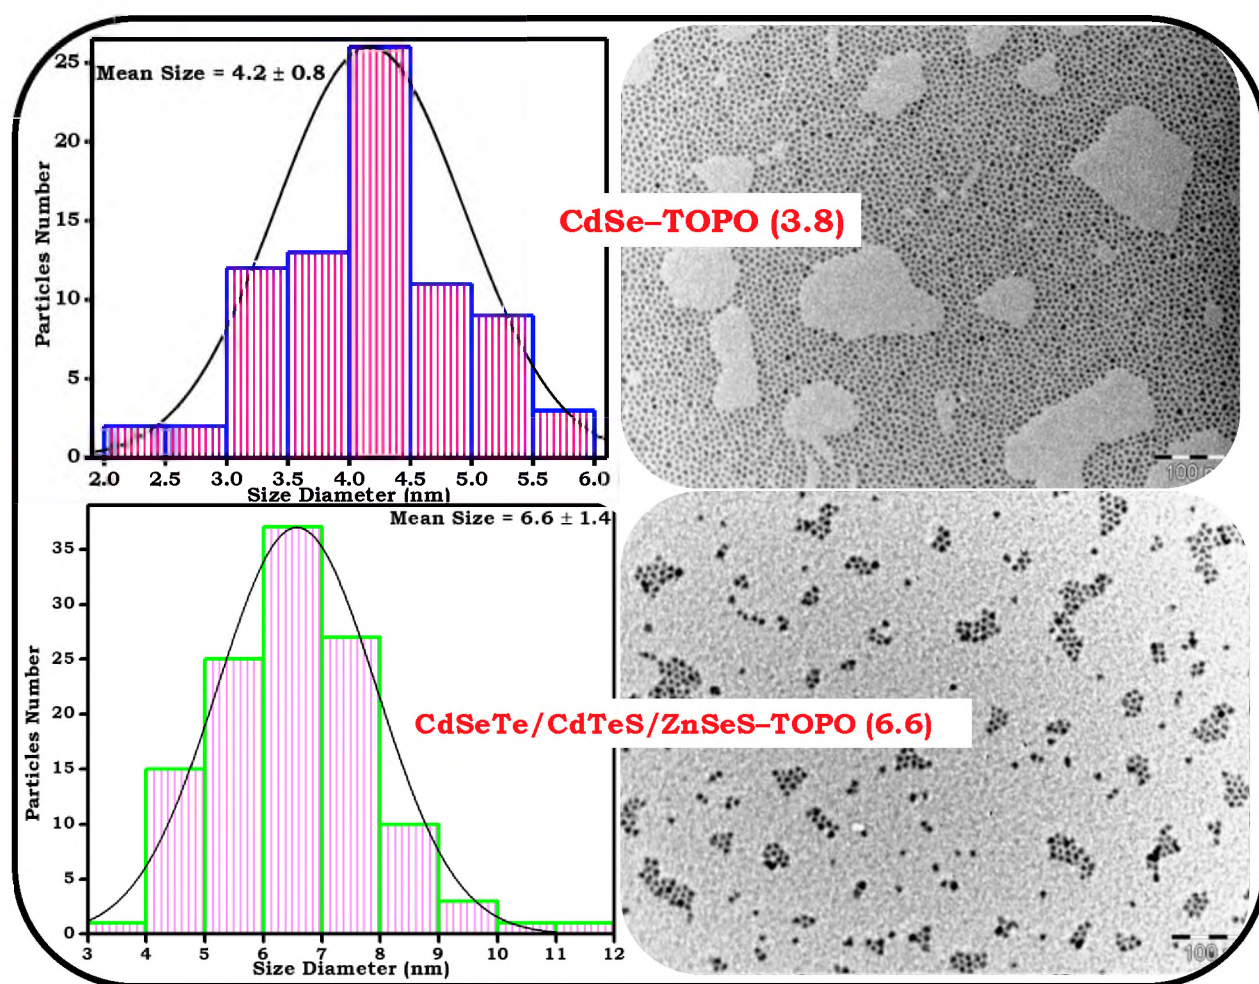 Mean Size = 4.2 ± 0.8
Particles Number
25
20
15
10
5
0
2.0 2.5 3.0 3.5 4.0 4.5 5.0 5.5 6.0
Size Diameter (nm)
CdSe–TOPO (3.8)
100
Mean Size = 6.6 ± 1.4
Particles Number
35
30
25
20
15
10
5
0
3 4 5 6 7 8 9 10 11 12
Size Diameter (nm)
CdSeTe/CdTeS/ZnSeS–TOPO (6.6)
100